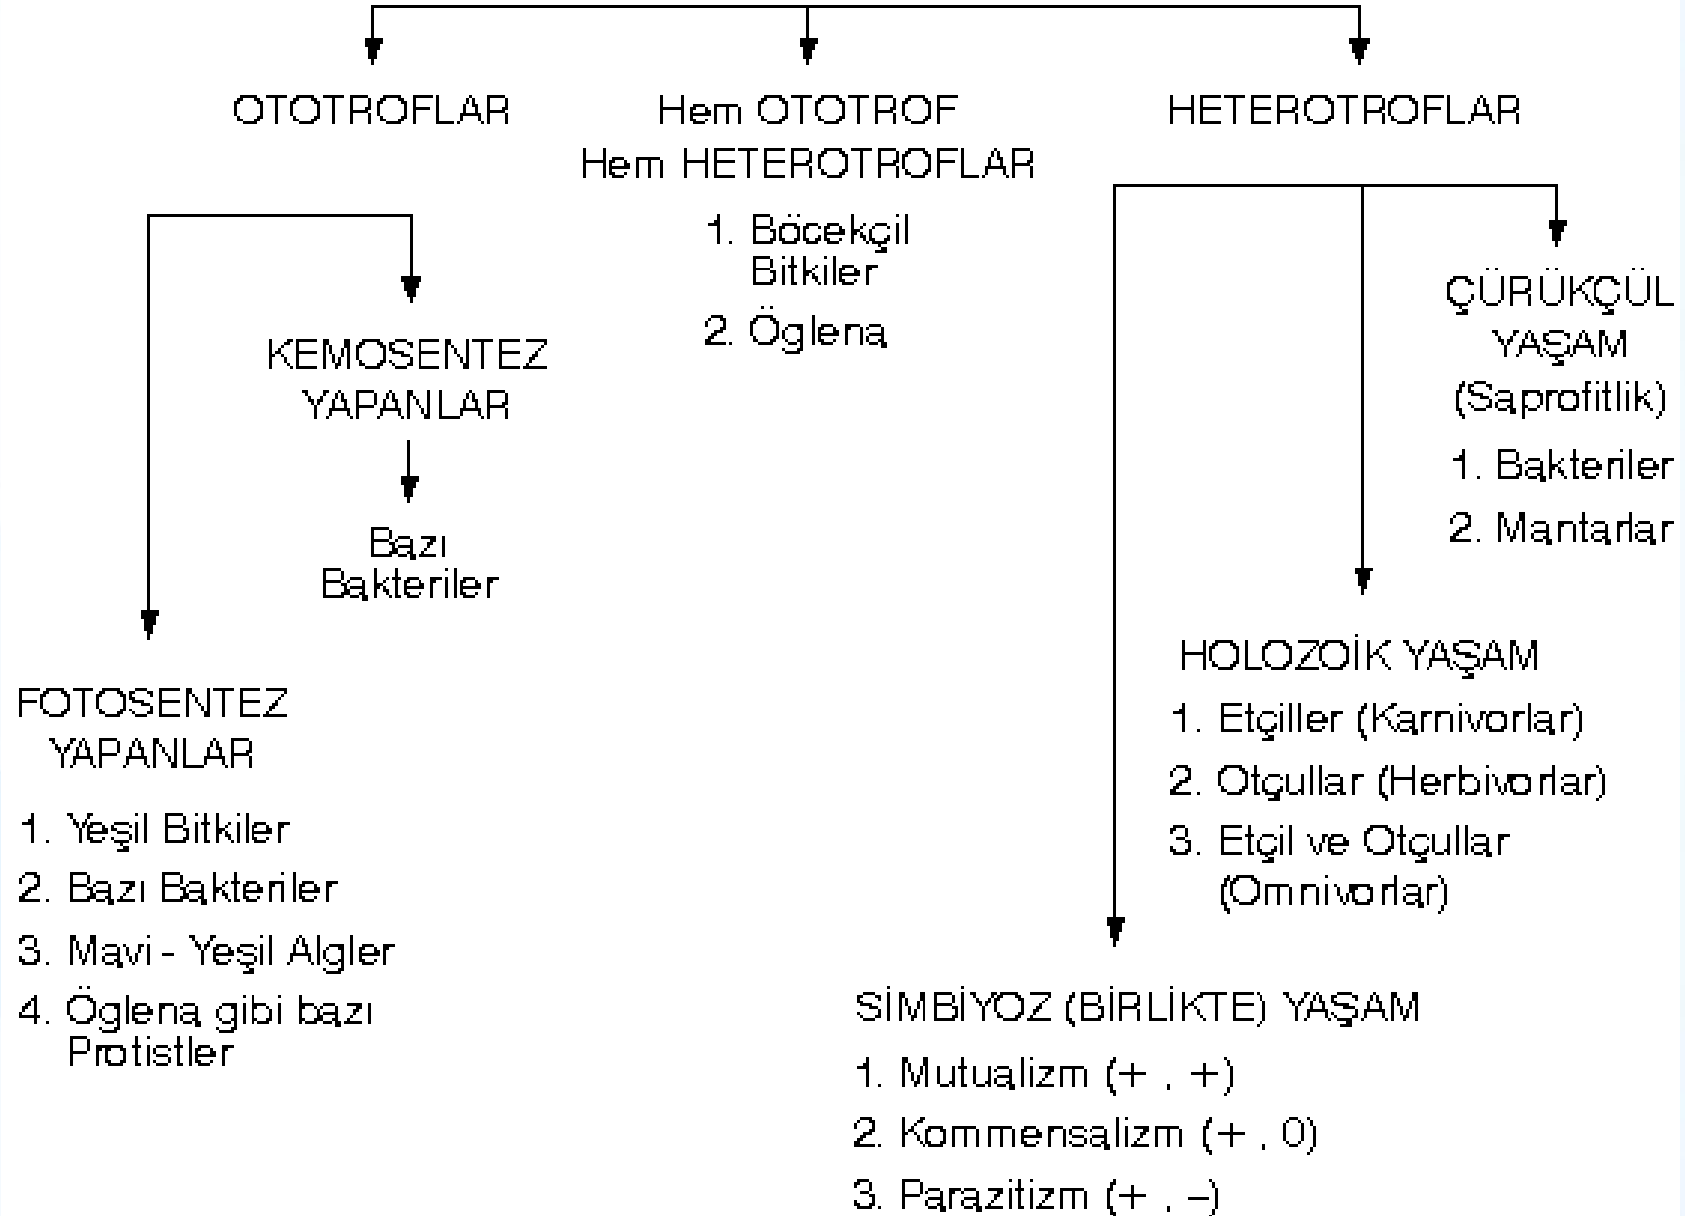 OTOTROFLAR
Hem OTOTROF
Hem HETEROTROFLAR
1. Böcekçil
Bitkiler
2. Öglena
HETEROTROFLAR
KEMOSENTEZ
YAPANLAR
Bazı
Bakteriler
FOTOSENTEZ
YAPANLAR
1. Yeşil Bitkiler
2. Bazı Bakteriler
3. Mavi - Yeşil Algler
4. Öglena gibi bazı
Protistler
ÇÜRÜKÇÜL
YAŞAM
(Saprofitlik)
1. Bakteriler
2. Mantarlar
HOLOZOİK YAŞAM
1. Etçiller (Karnivorlar)
2. Otçullar (Herbivorlar)
3. Etçil ve Otçullar
(Omnivorlar)
SİMBİYOZ (BİRLİKTE) YAŞAM
1. Mutualizm (+ , +)
2. Kommensalizm (+ , 0)
3. Parazitizm (+ , –)